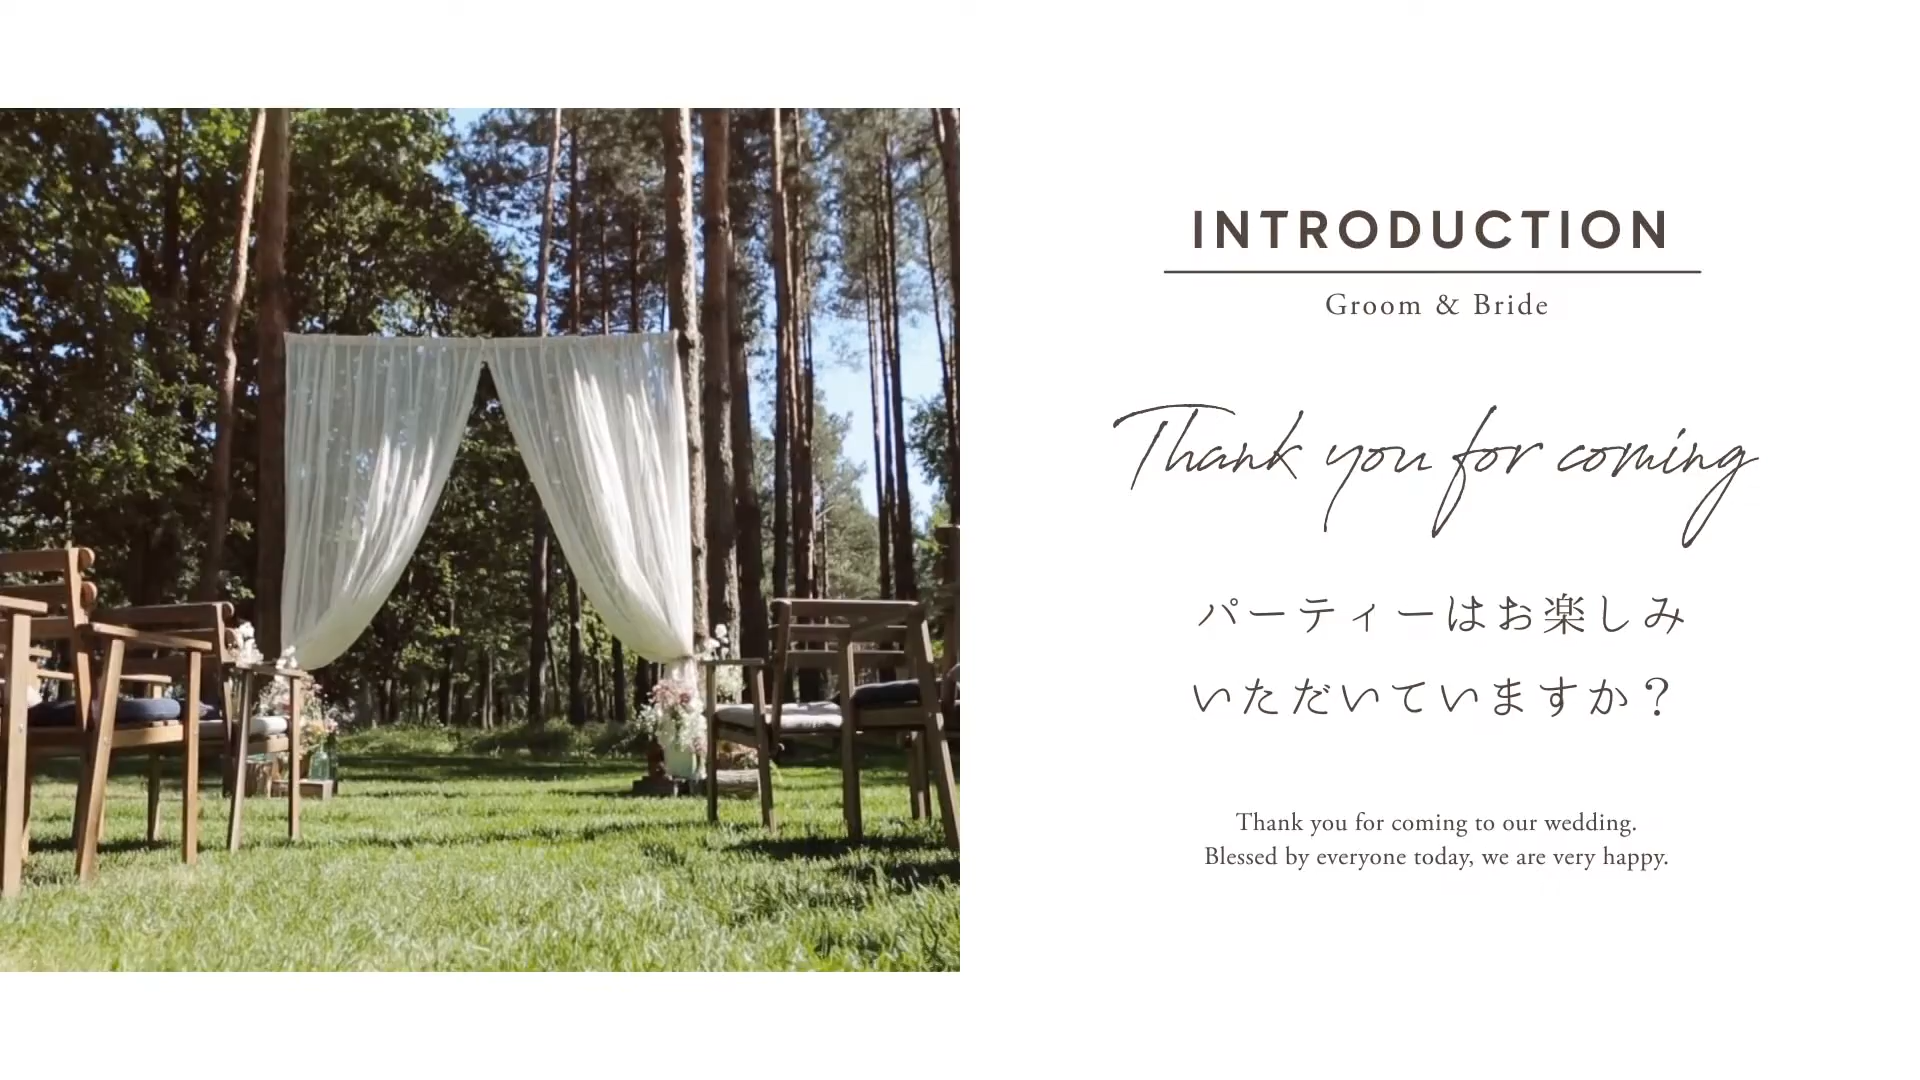 INTRODUCTION
Groom & Bride
Thank you for coming
パーティーはお楽しみ
いただいていますか？
Thank you for coming to our wedding.
Blessed by everyone today, we are very happy.